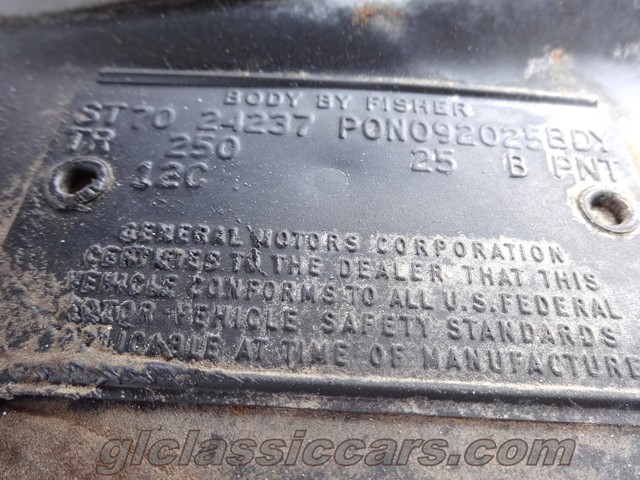 BODY BY FISHER
ST70 24237 PON092025BDY
TR 250 25 B PNT
12C
GENERAL MOTORS CORPORATION
CERTIFIES TO THE DEALER THAT THIS
VEHICLE CONFORMS TO ALL U.S. FEDERAL
MOTOR VEHICLE SAFETY STANDARDS
APPLICABLE AT TIME OF MANUFACTURE
www.glclassiccars.com